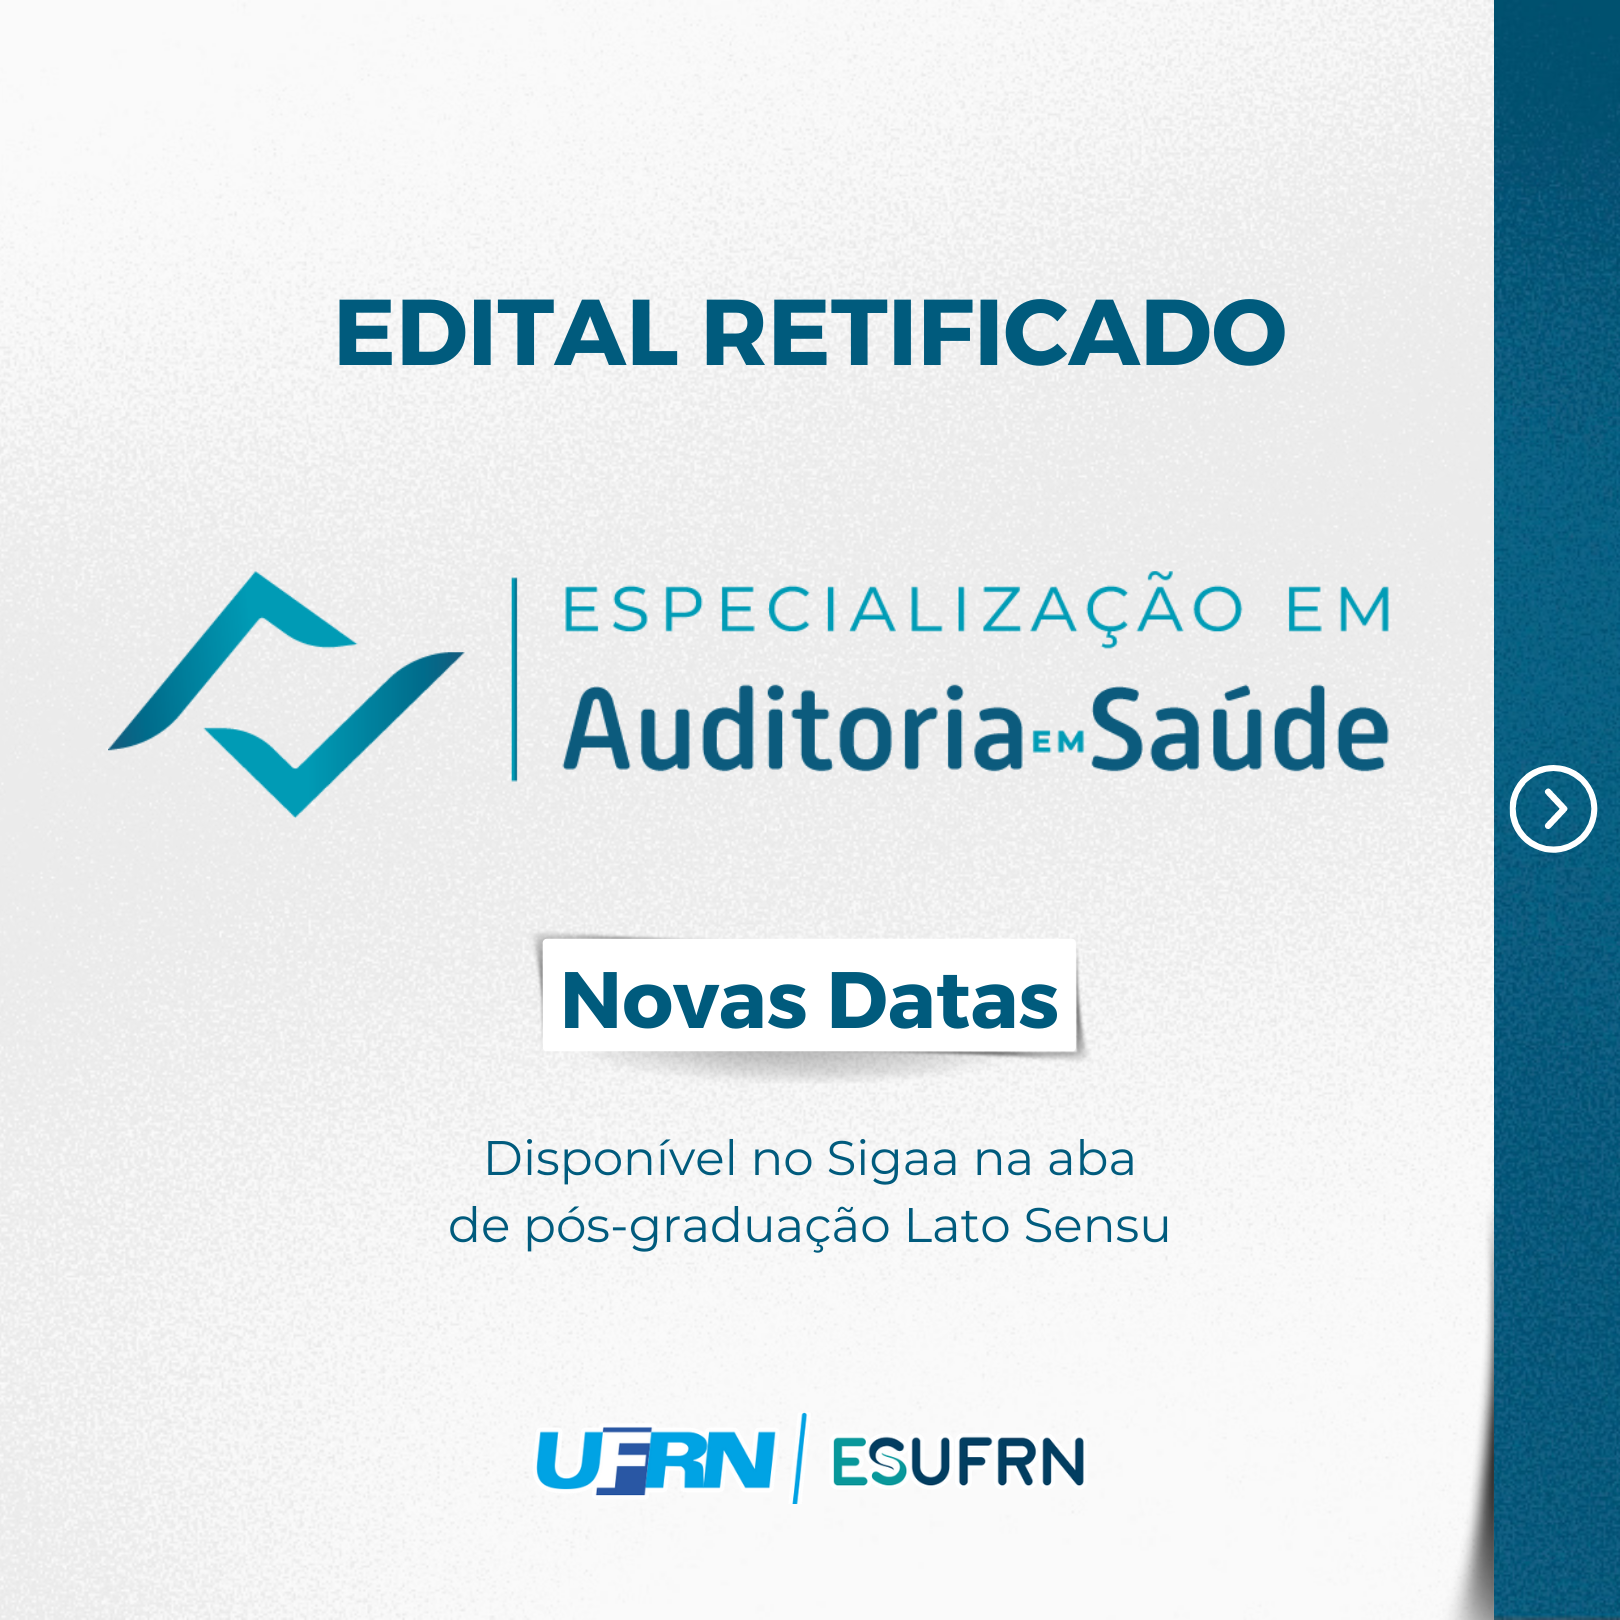 EDITAL RETIFICADO
ESPECIALIZAÇÃO EM
Auditoria EM Saúde
Novas Datas
Disponível no Sigaa na aba
de pós-graduação Lato Sensu
UFRN ESUFRN